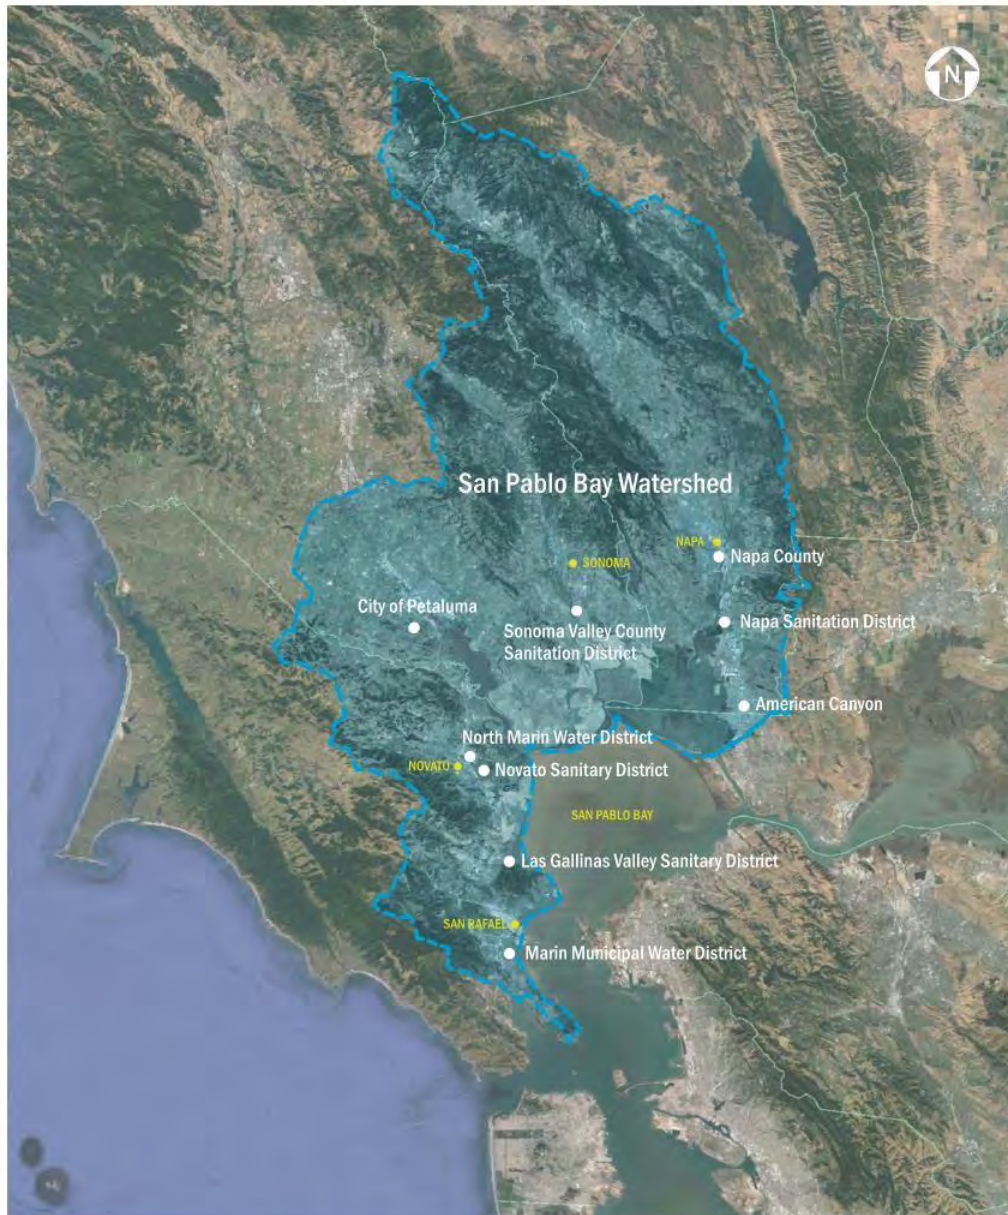 N
San Pablo Bay Watershed
NAPA
Napa County
SONOMA
City of Petaluma
Sonoma Valley County
Sanitation District
Napa Sanitation District
American Canyon
North Marin Water District
NOVATO
Novato Sanitary District
SAN PABLO BAY
Las Gallinas Valley Sanitary District
SAN RAFAEL
Marin Municipal Water District